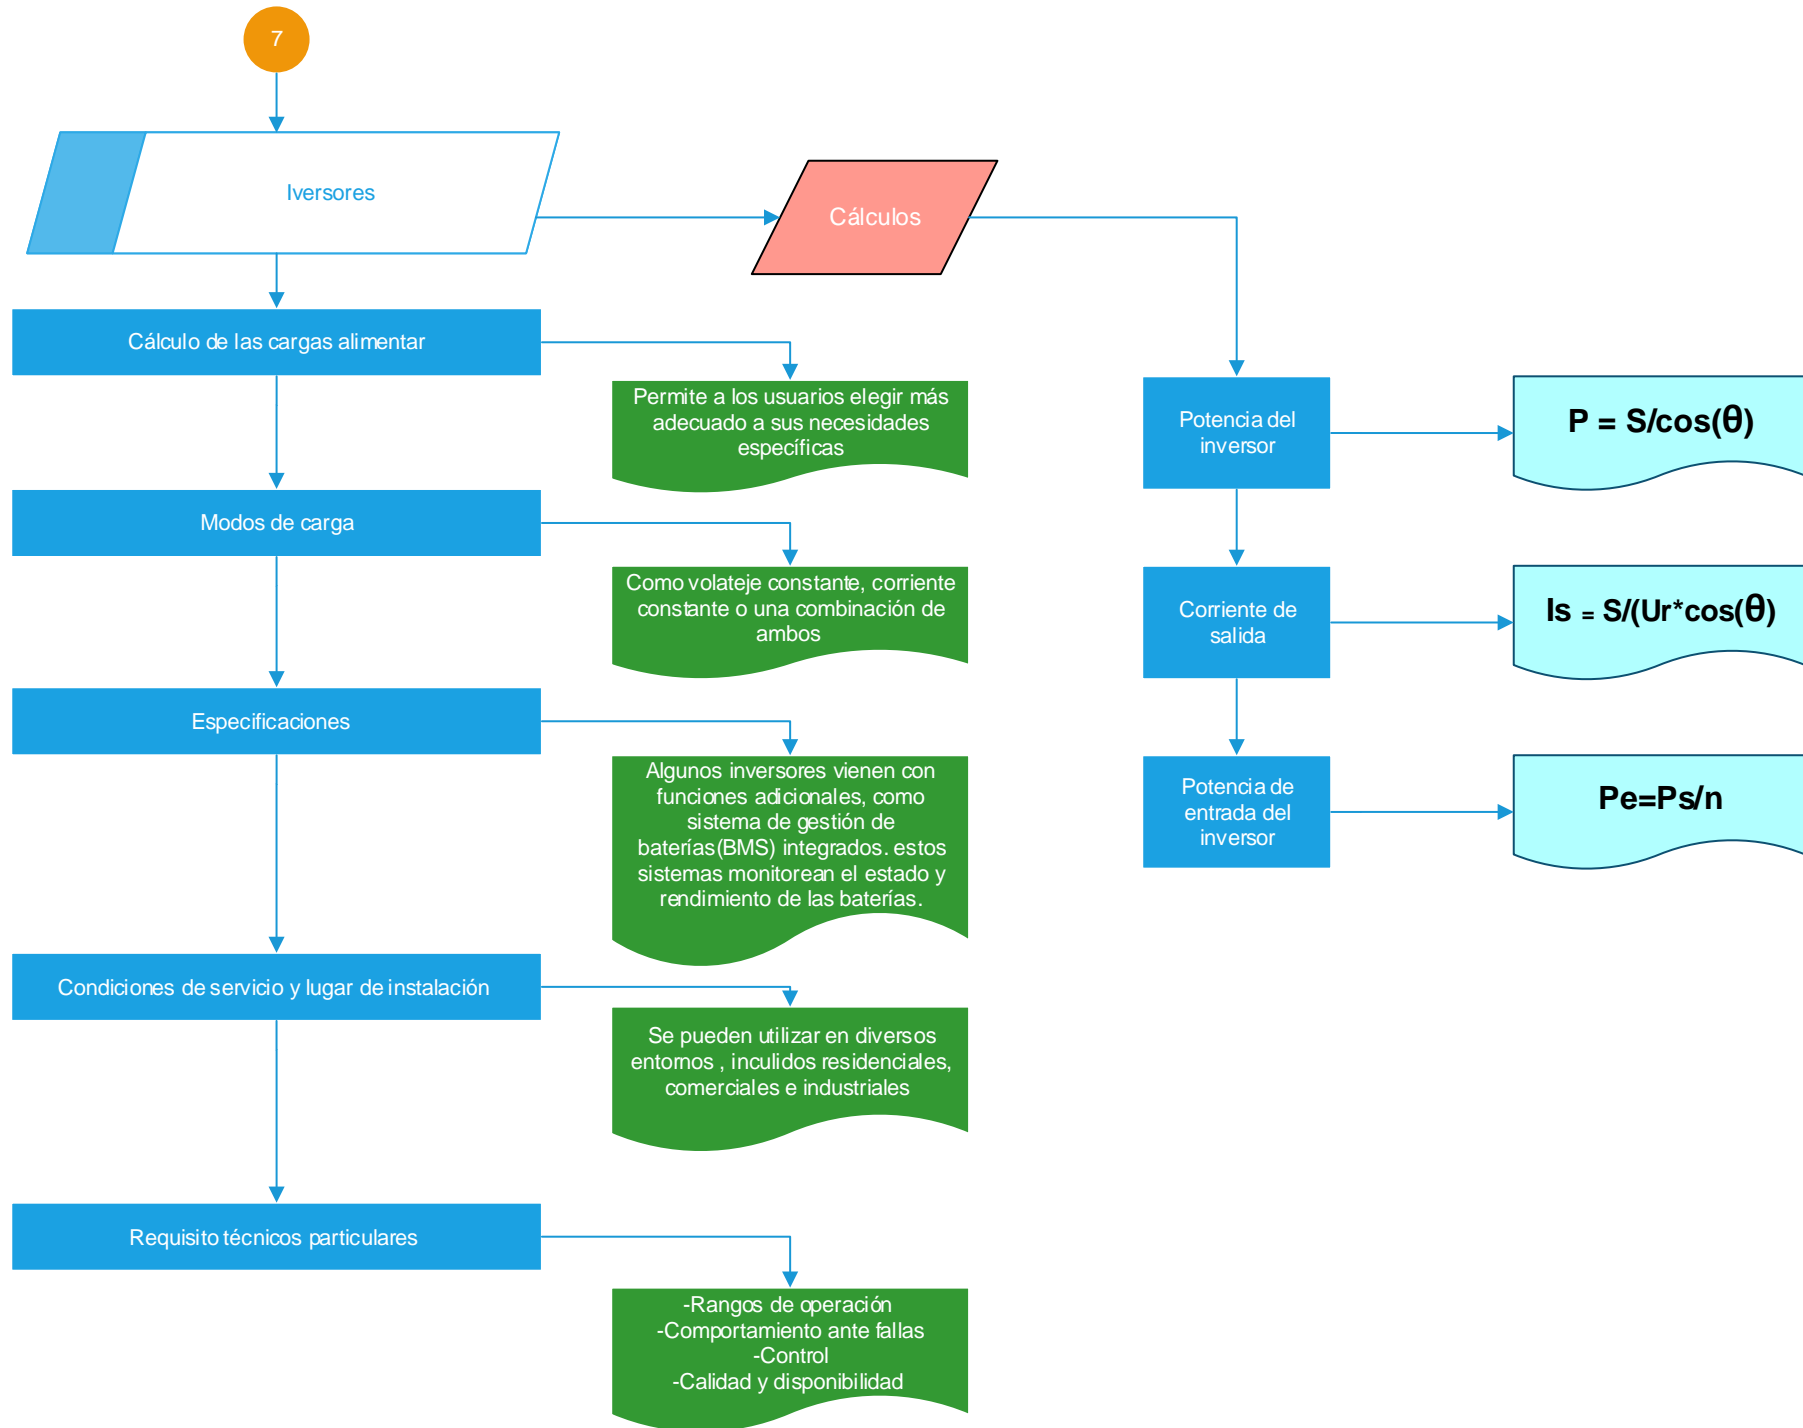 7
Iversores
Cálculos
Cálculo de las cargas alimentar
Permite a los usuarios elegir más
adecuado a sus necesidades
específicas
Modos de carga
Como volateje constante, corriente
constante o una combinación de
ambos
Especificaciones
Algunos inversores vienen con
funciones adicionales, como
sistema de gestión de
baterías(BMS) integrados. estos
sistemas monitorean el estado y
rendimiento de las baterías.
Condiciones de servicio y lugar de instalación
Se pueden utilizar en diversos
entornos , inculidos residenciales,
comerciales e industriales
Requisito técnicos particulares
-Rangos de operación
-Comportamiento ante fallas
-Control
-Calidad y disponibilidad
Potencia del
inversor
P = S/cos(θ)
Corriente de
salida
Is = S/(Ur*cos(θ)
Potencia de
entrada del
inversor
Pe=Ps/n